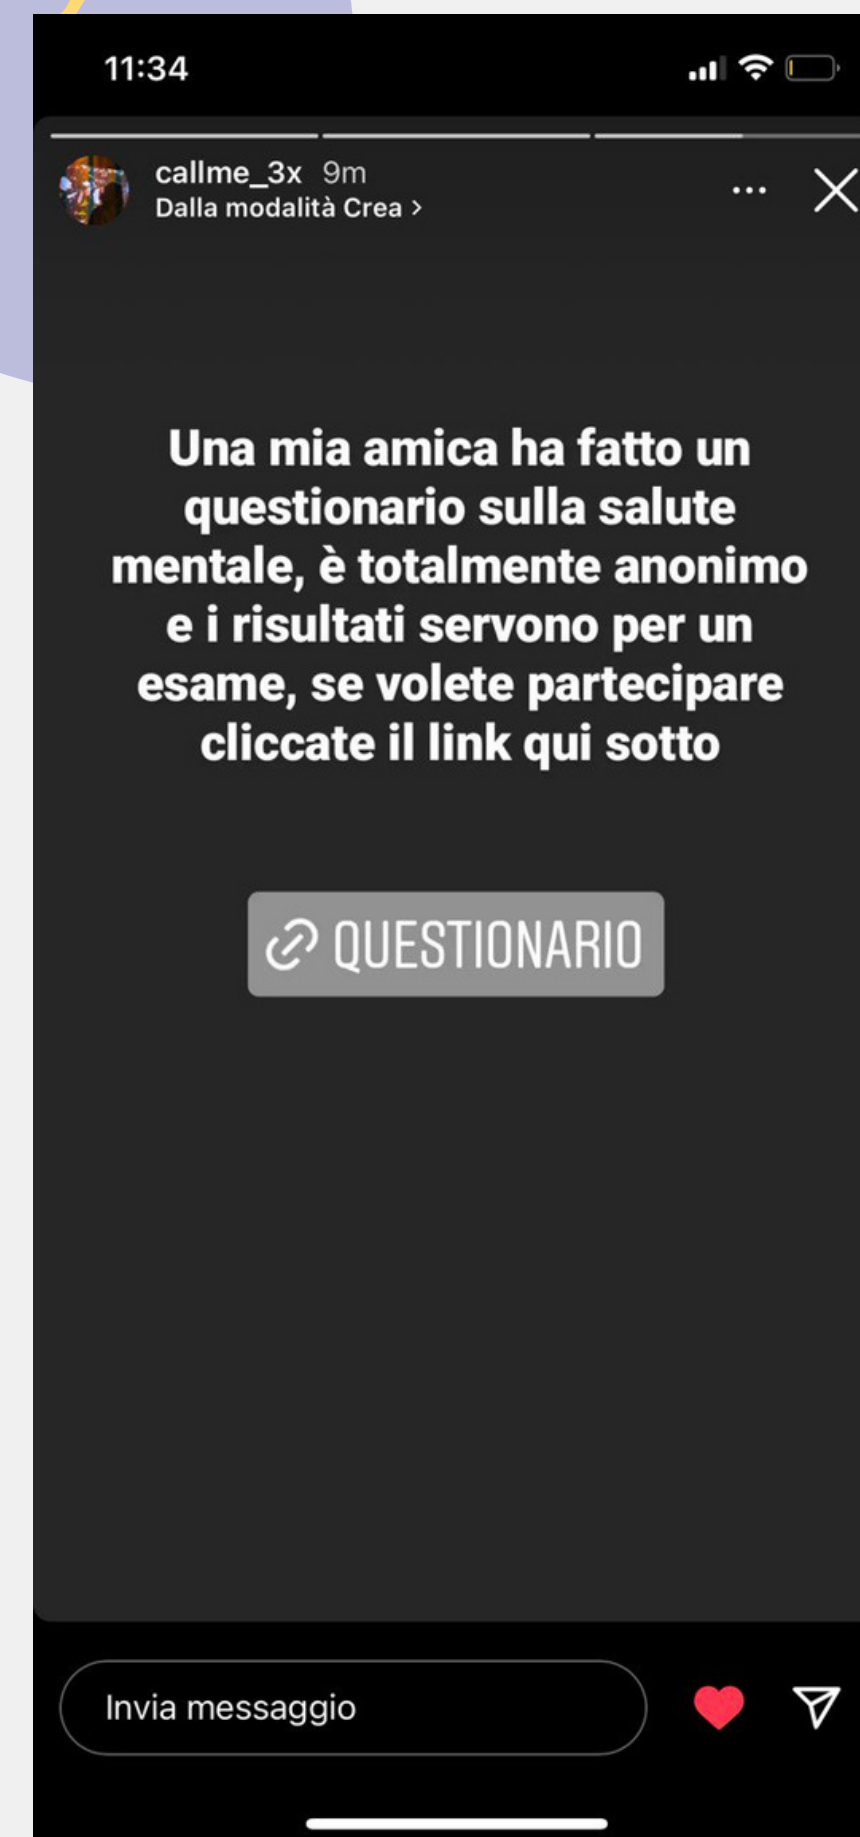 11:34
callme_3x 9m
Dalla modalità Crea >
Una mia amica ha fatto un
questionario sulla salute
mentale, è totalmente anonimo
e i risultati servono per un
esame, se volete partecipare
cliccate il link qui sotto
QUESTIONARIO
Invia messaggio